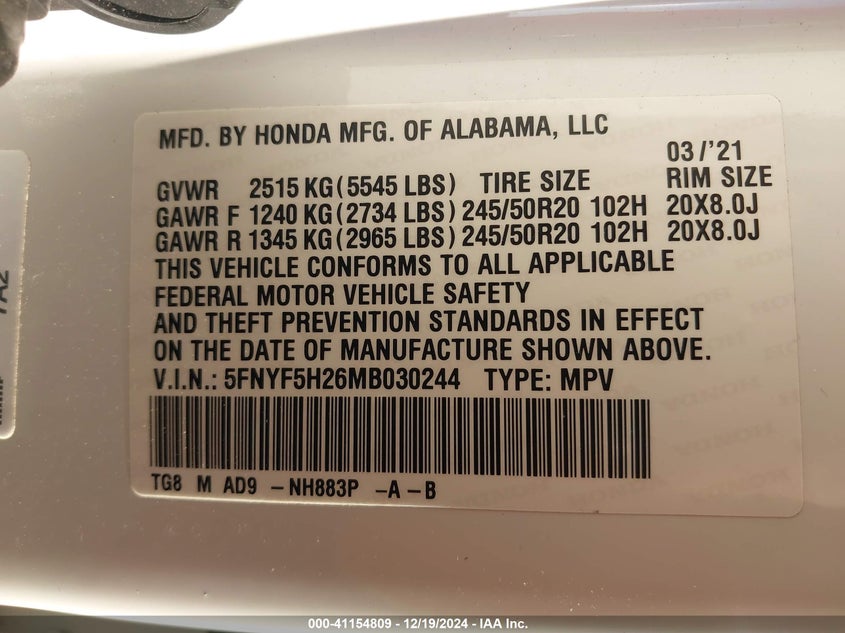 MFD. BY HONDA MFG. OF ALABAMA, LLC
03/'21
GVWR 2515 KG (5545 LBS) TIRE SIZE RIM SIZE
GAWR F 1240 KG (2734 LBS) 245/50R20 102H 20X8.0J
GAWR R 1345 KG (2965 LBS) 245/50R20 102H 20X8.0J
THIS VEHICLE CONFORMS TO ALL APPLICABLE
FEDERAL MOTOR VEHICLE SAFETY
AND THEFT PREVENTION STANDARDS IN EFFECT
ON THE DATE OF MANUFACTURE SHOWN ABOVE.
V.I.N.: 5FNYF5H26MB030244 TYPE: MPV
TG8 M AD9 -NH883P -A -B
000-41154809 - 12/19/2024 - IAA Inc.